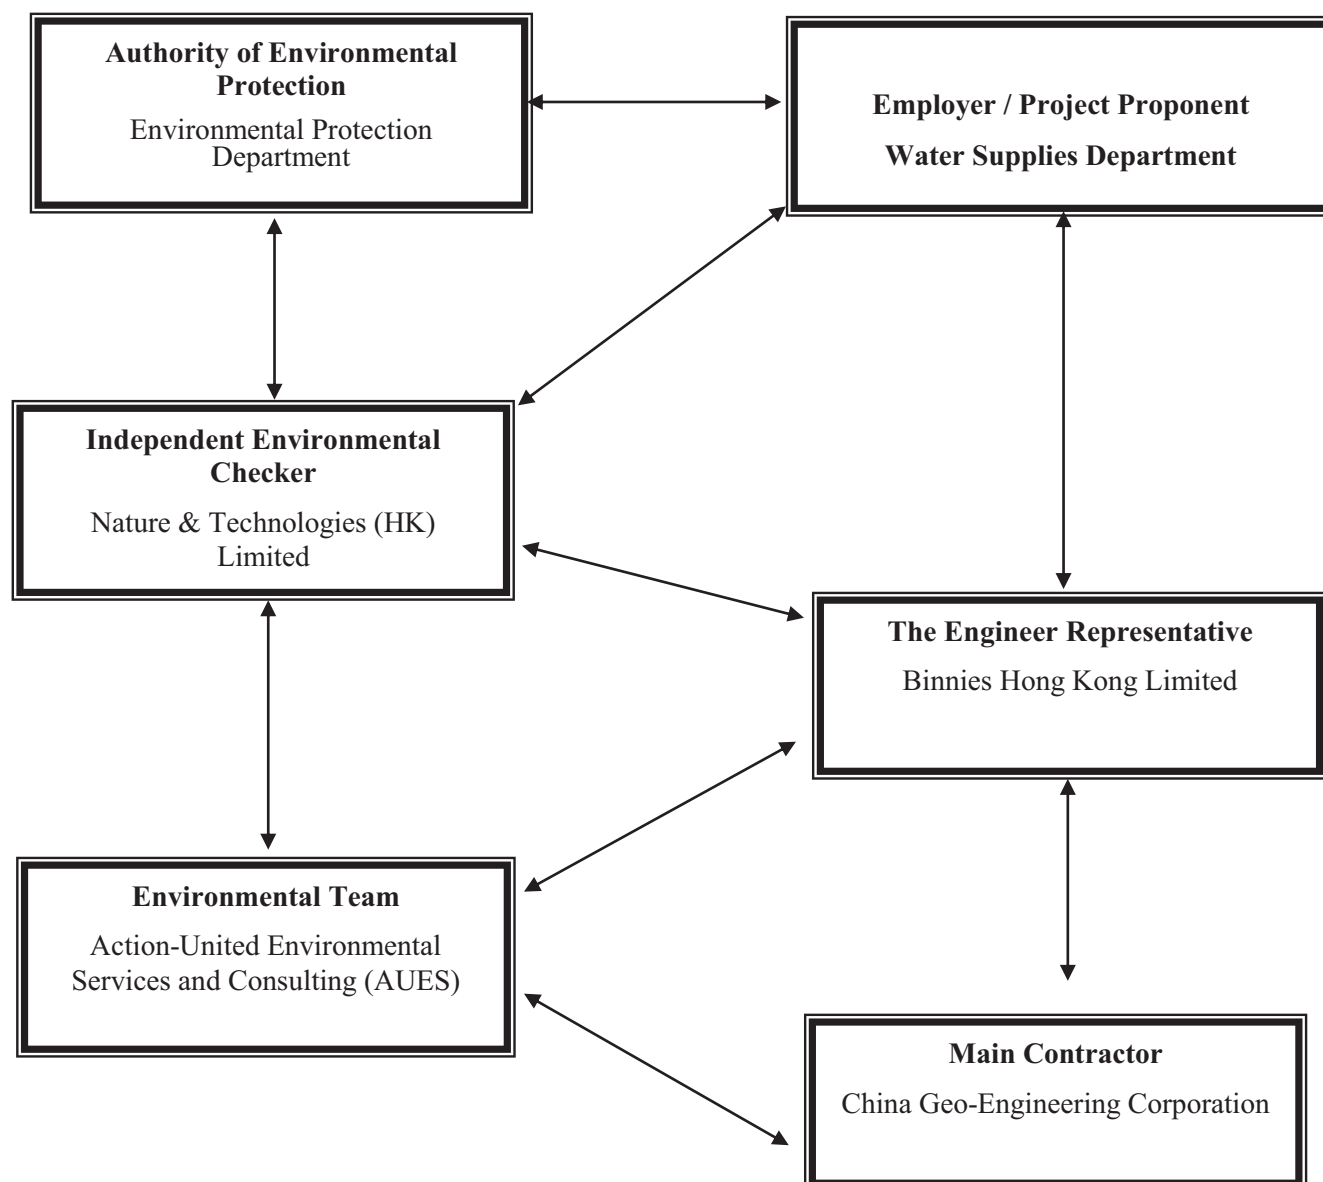 Authority of Environmental
Protection
Environmental Protection
Department
Employer / Project Proponent
Water Supplies Department
Independent Environmental
Checker
Nature & Technologies (HK)
Limited
The Engineer Representative
Binnies Hong Kong Limited
Environmental Team
Action-United Environmental
Services and Consulting (AUES)
Main Contractor
China Geo-Engineering Corporation